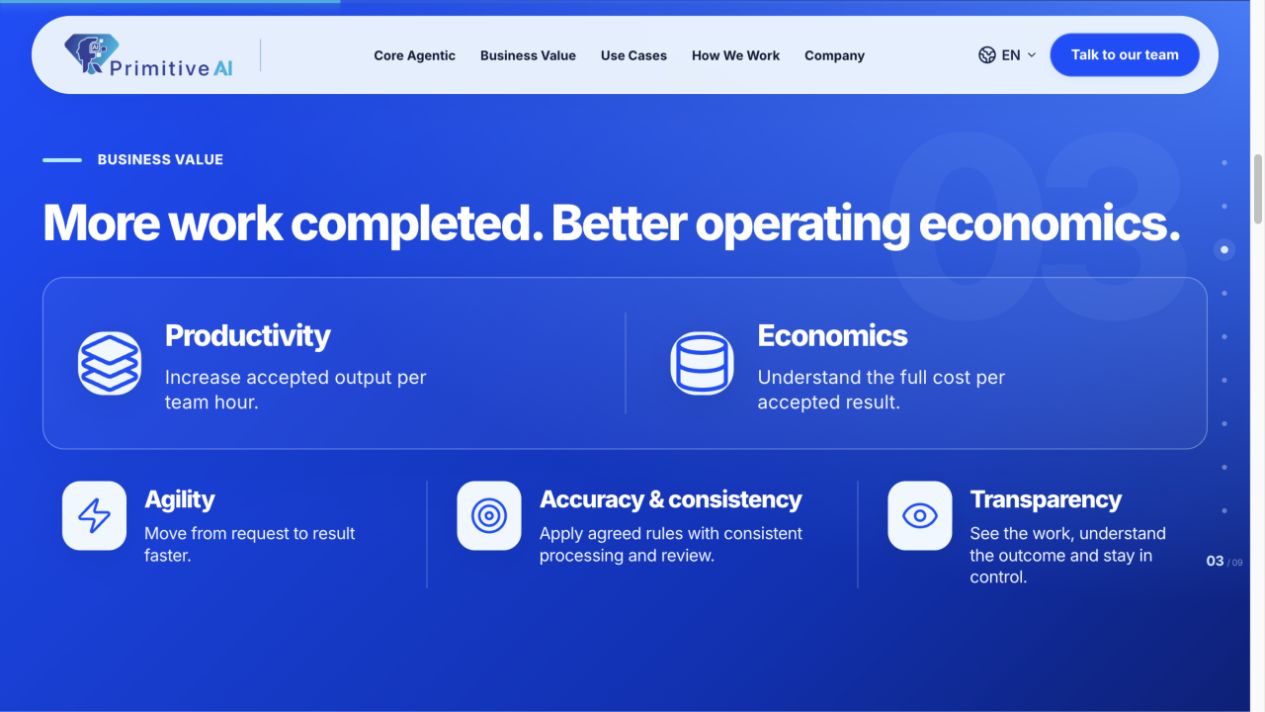 AI
Primitive AI
Core Agentic
Business Value
Use Cases
How We Work
Company
EN
Talk to our team
03
BUSINESS VALUE
More work completed. Better operating economics.
Productivity
Increase accepted output per
team hour.
Economics
Understand the full cost per
accepted result.
Agility
Move from request to result
faster.
Accuracy & consistency
Apply agreed rules with consistent
processing and review.
Transparency
See the work, understand
the outcome and stay in
control.
03 / 09